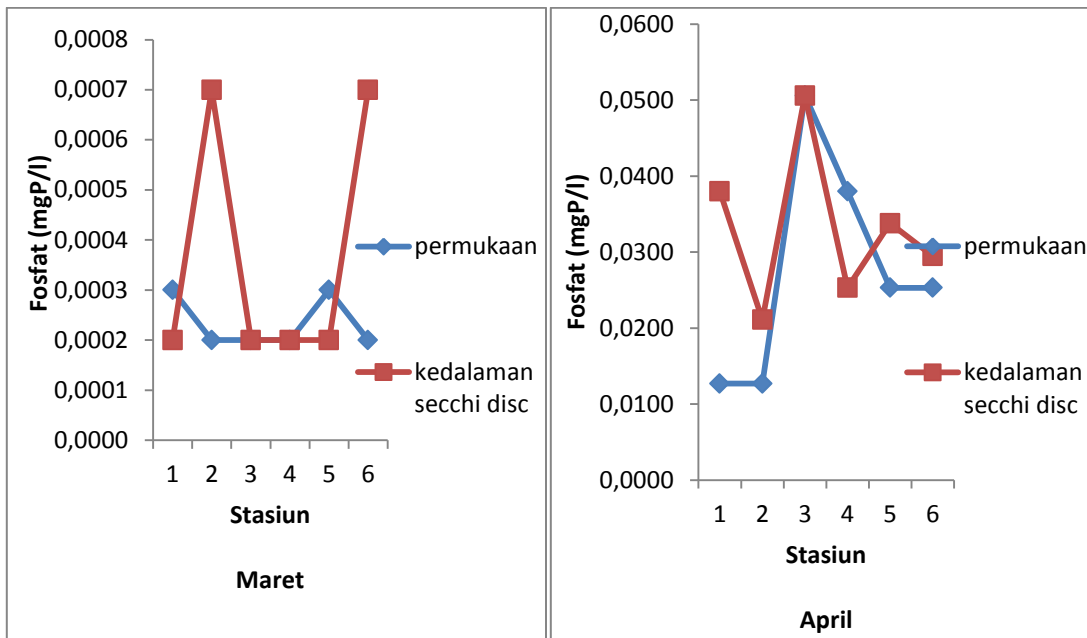 0,0008
0,0007
0,0006
0,0005
0,0004
0,0003
0,0002
0,0001
0,0000
Fosfat (mgP/l)
1 2 3 4 5 6
Stasiun
Maret
permukaan
kedalaman
secchi disc
0,0600
0,0500
0,0400
0,0300
0,0200
0,0100
0,0000
Fosfat (mgP/l)
1 2 3 4 5 6
Stasiun
April
permukaan
kedalaman
secchi disc